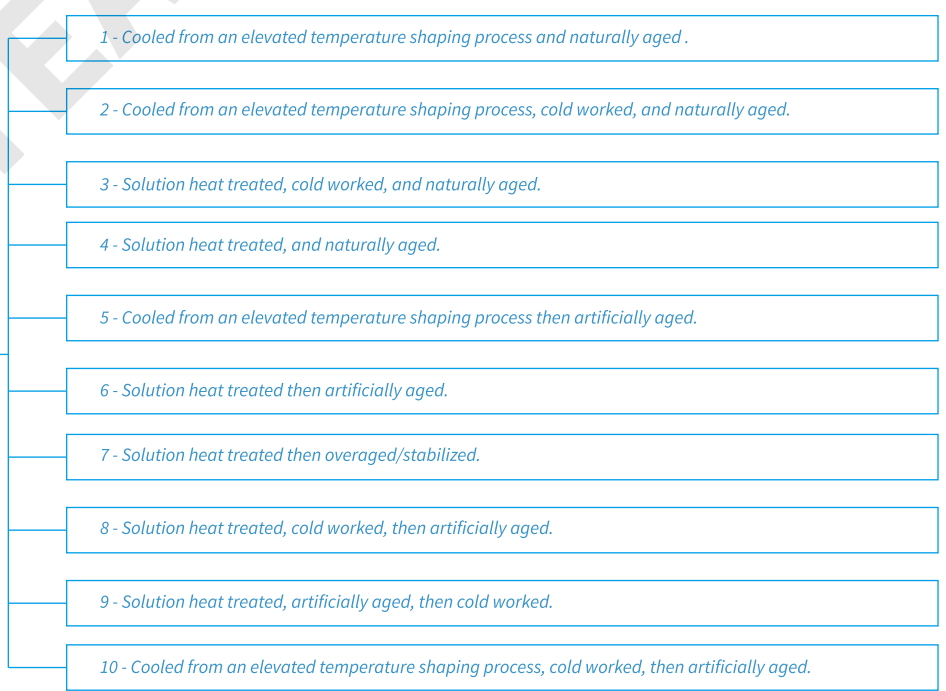 1 - Cooled from an elevated temperature shaping process and naturally aged .
2 - Cooled from an elevated temperature shaping process, cold worked, and naturally aged.
3 - Solution heat treated, cold worked, and naturally aged.
4 - Solution heat treated, and naturally aged.
5 - Cooled from an elevated temperature shaping process then artificially aged.
6 - Solution heat treated then artificially aged.
7 - Solution heat treated then overaged/stabilized.
8 - Solution heat treated, cold worked, then artificially aged.
9 - Solution heat treated, artificially aged, then cold worked.
10 - Cooled from an elevated temperature shaping process, cold worked, then artificially aged.